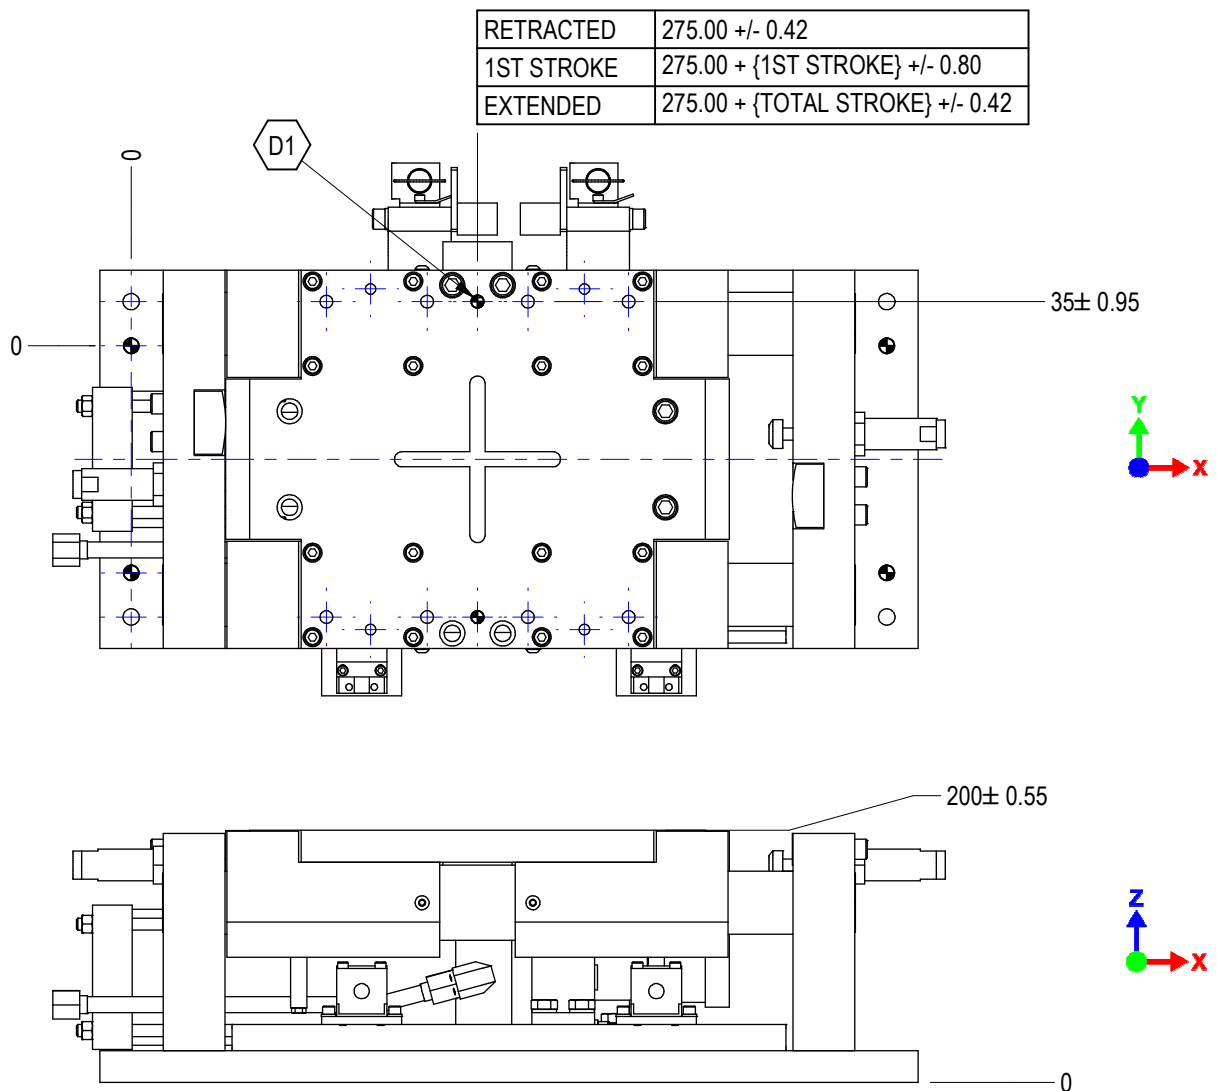 RETRACTED 275.00 +/- 0.42
1ST STROKE 275.00 + {1ST STROKE} +/- 0.80
EXTENDED 275.00 + {TOTAL STROKE} +/- 0.42
0
D1
35± 0.95
0
Y
X
200± 0.55
Z
X
0